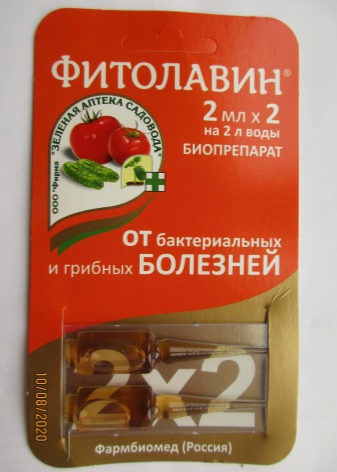 ФИТОЛАВИН®
2 мл x 2
на 2 л воды
БИОПРЕПАРАТ
ООО "Фирма "ЗЕЛЕНАЯ АПТЕКА САДОВОДА"
ОТ бактериальных
и грибных БОЛЕЗНЕЙ
2x2
Фармбиомед (Россия)
10/08/2020